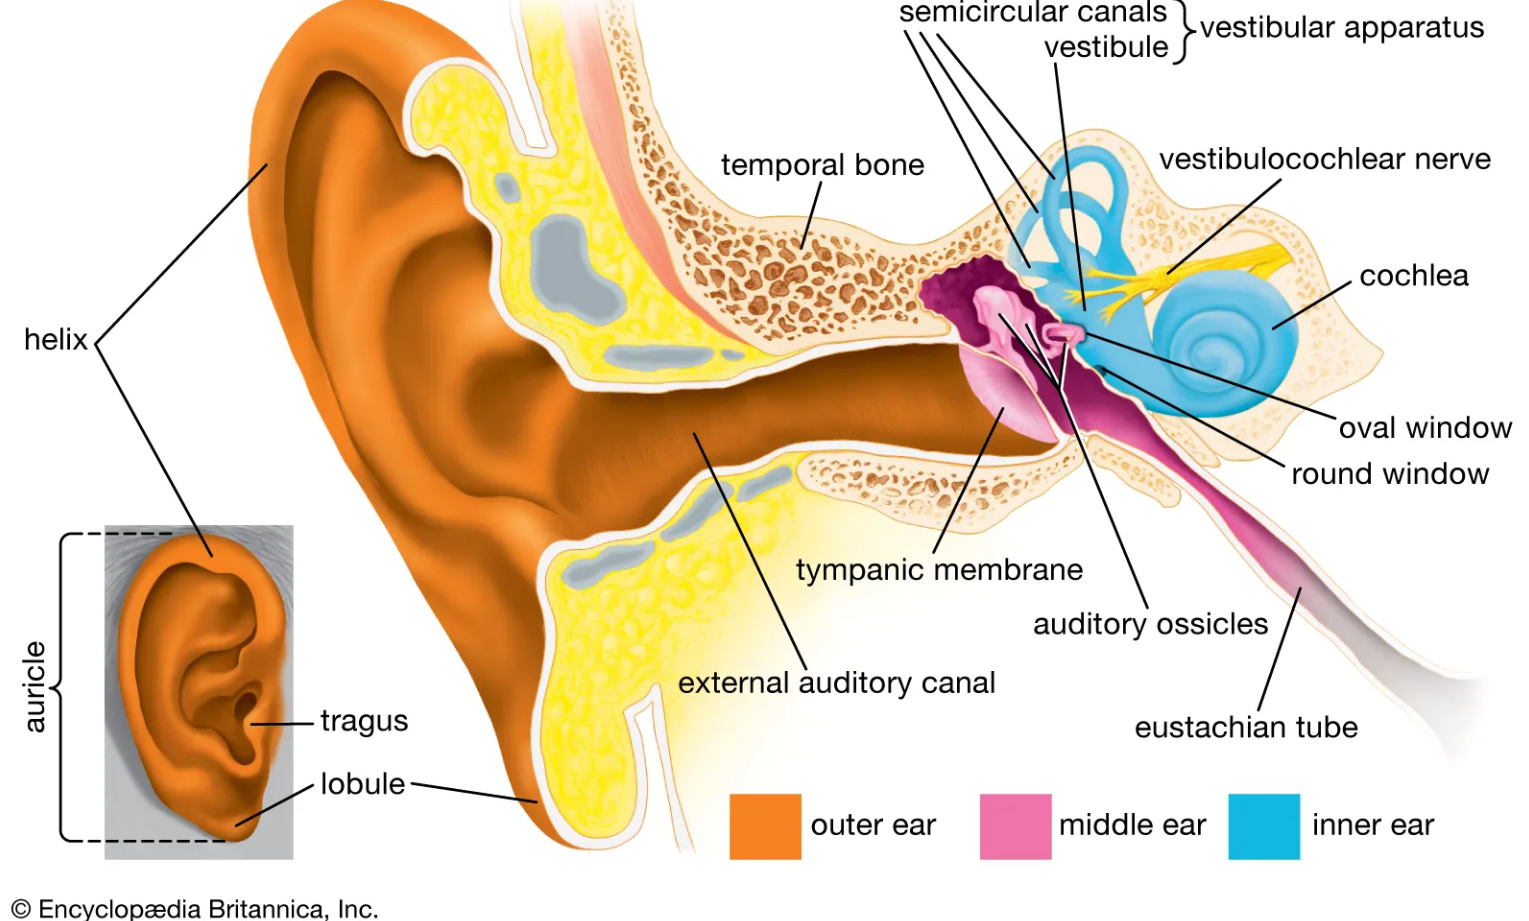 semicircular canals
vestibule
vestibular apparatus
temporal bone
vestibulocochlear nerve
cochlea
helix
oval window
round window
tympanic membrane
auditory ossicles
external auditory canal
eustachian tube
auricle
tragus
lobule
outer ear
middle ear
inner ear
© Encyclopædia Britannica, Inc.